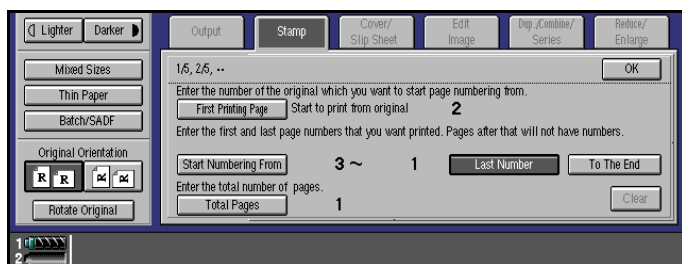 Lighter Darker
Output Stamp Cover/ Slip Sheet Edit Image Dup./Combine/ Series Reduce/ Enlarge
Mixed Sizes
Thin Paper
Batch/SADF
Original Orientation
R R R R
Rotate Original
1/5, 2/5, ··
OK
Enter the number of the original which you want to start page numbering from.
First Printing Page Start to print from original 2
Enter the first and last page numbers that you want printed. Pages after that will not have numbers.
Start Numbering From 3 ~ 1 Last Number To The End
Enter the total number of pages.
Total Pages 1
Clear
1
2